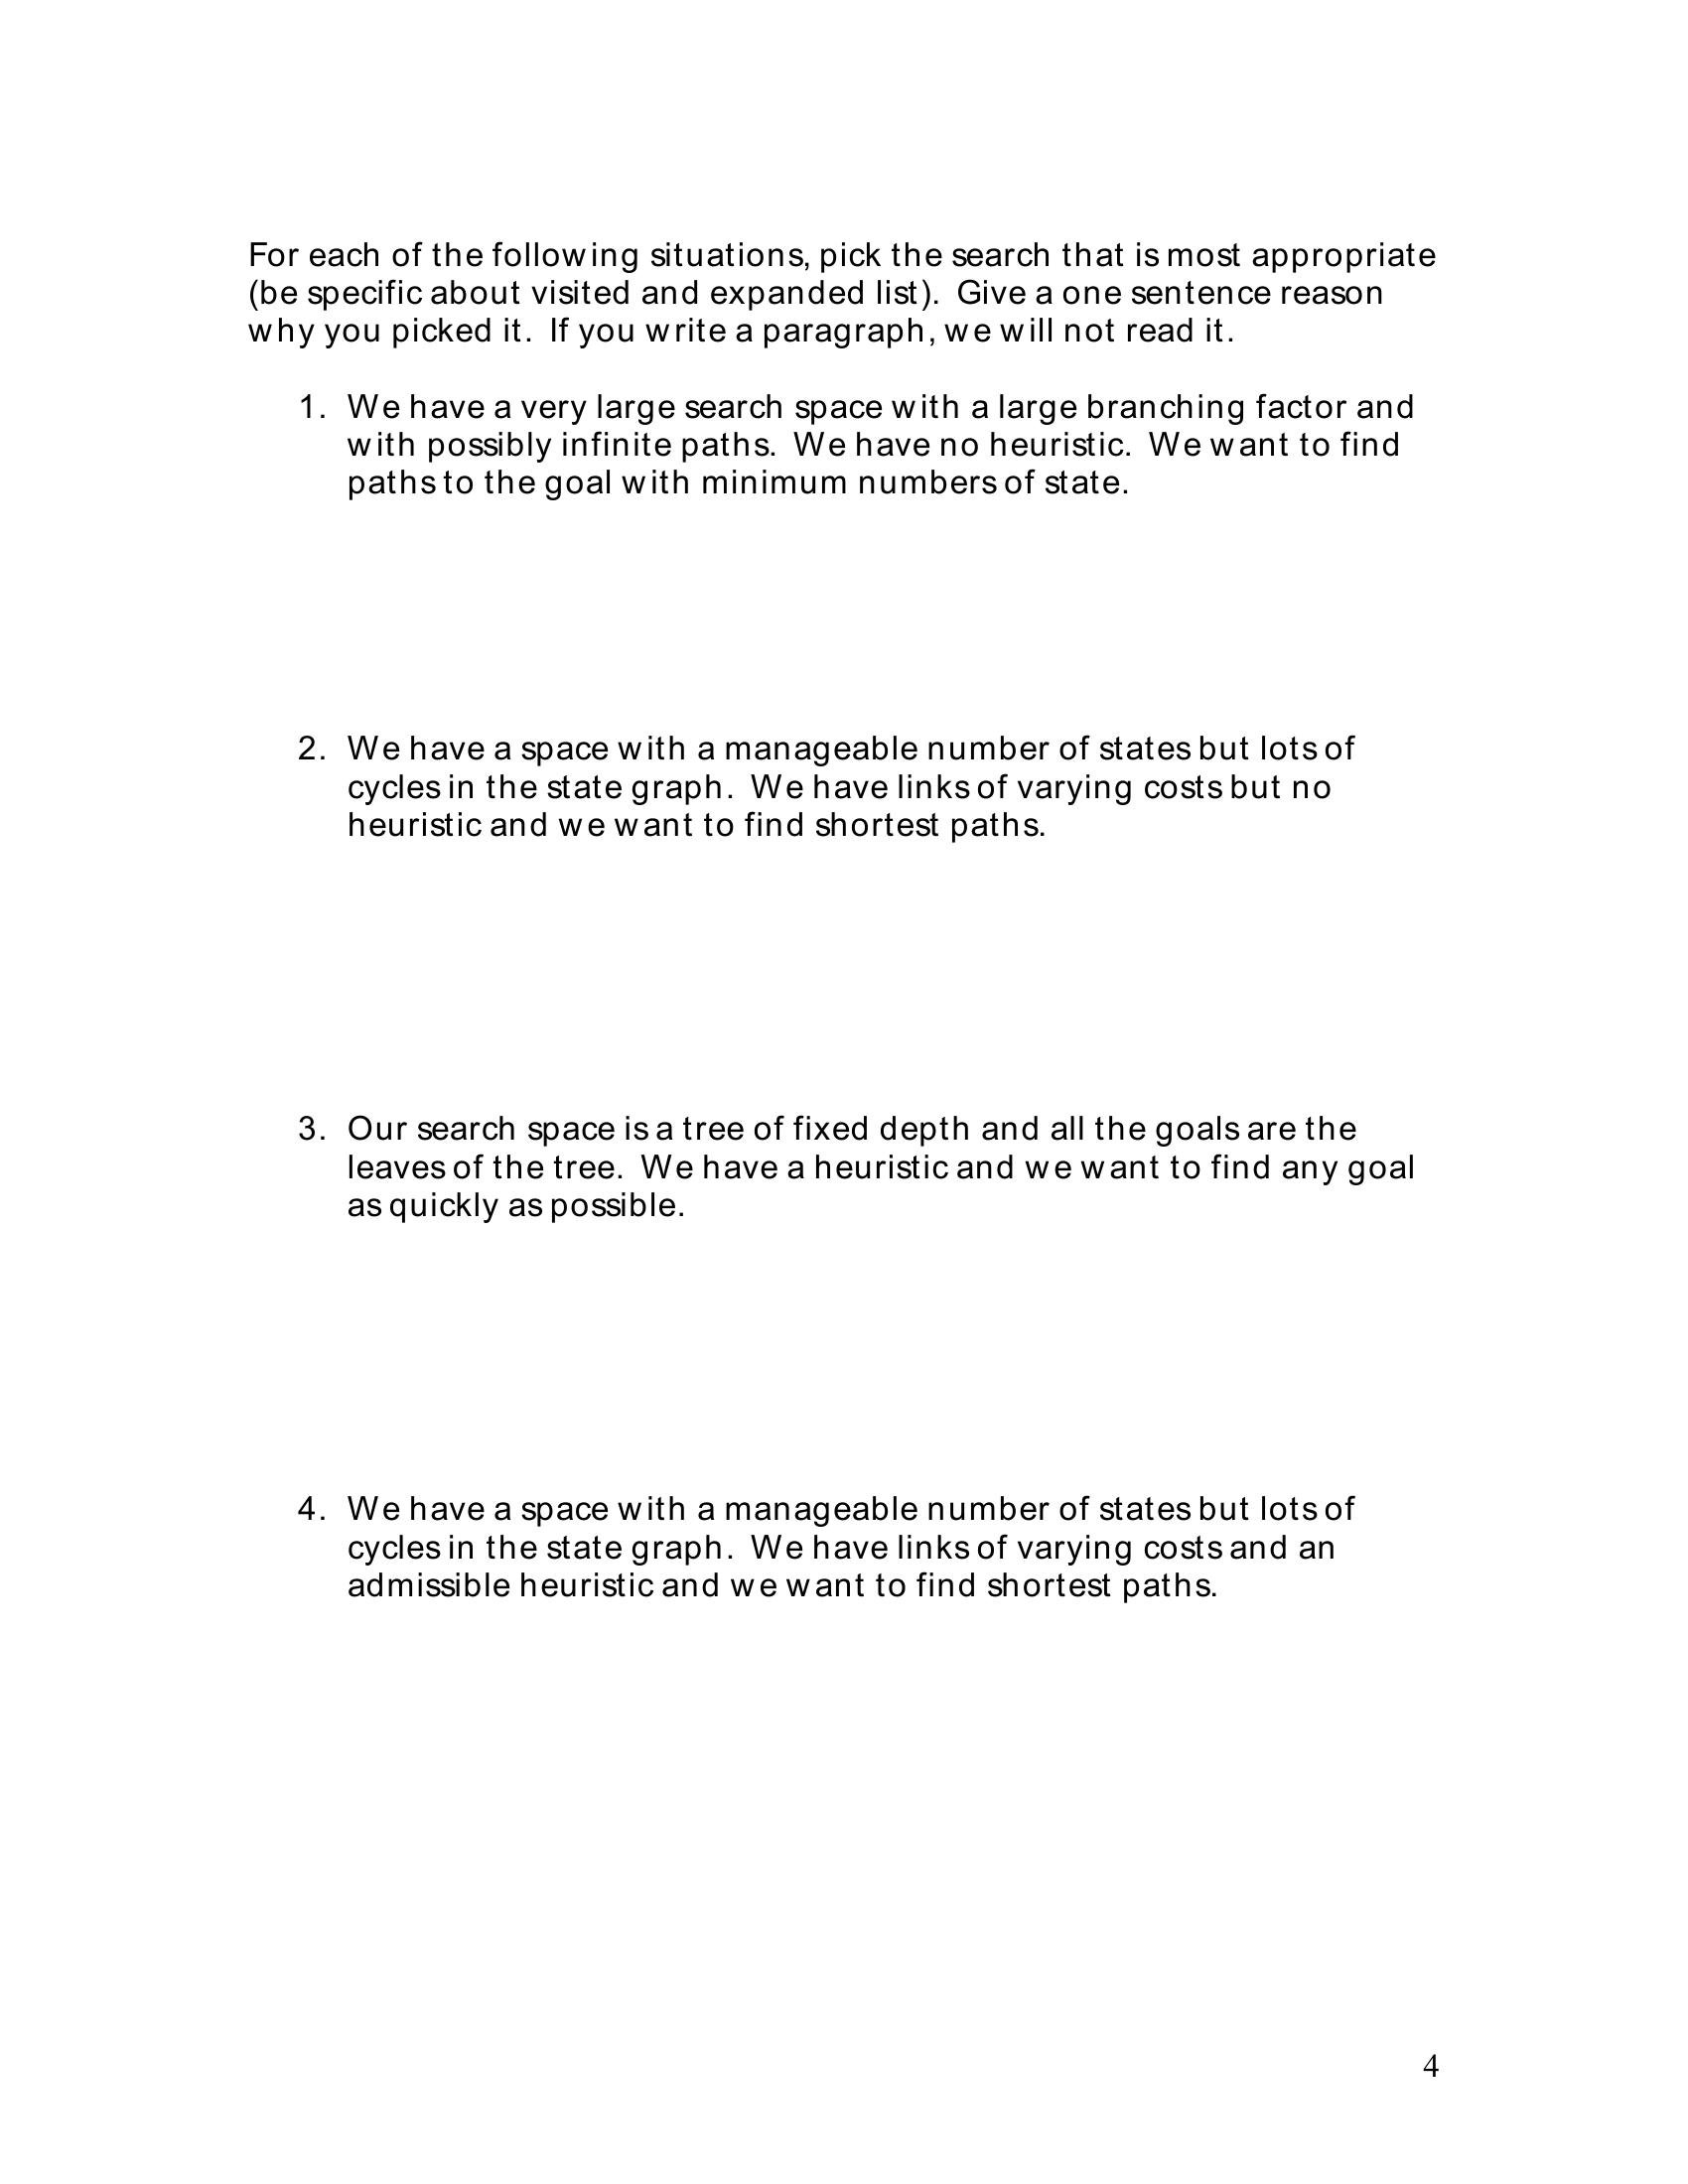 For each of the following situations, pick the search that is most appropriate
(be specific about visited and expanded list).  Give a one sentence reason
why you picked it.  If you write a paragraph, we will not read it.
1. We have a very large search space with a large branching factor and
with possibly infinite paths.  We have no heuristic.  We want to find
paths to the goal with minimum numbers of state.
2. We have a space with a manageable number of states but lots of
cycles in the state graph.  We have links of varying costs but no
heuristic and we want to find shortest paths.
3. Our search space is a tree of fixed depth and all the goals are the
leaves of the tree.  We have a heuristic and we want to find any goal
as quickly as possible.
4. We have a space with a manageable number of states but lots of
cycles in the state graph.  We have links of varying costs and an
admissible heuristic and we want to find shortest paths.
4